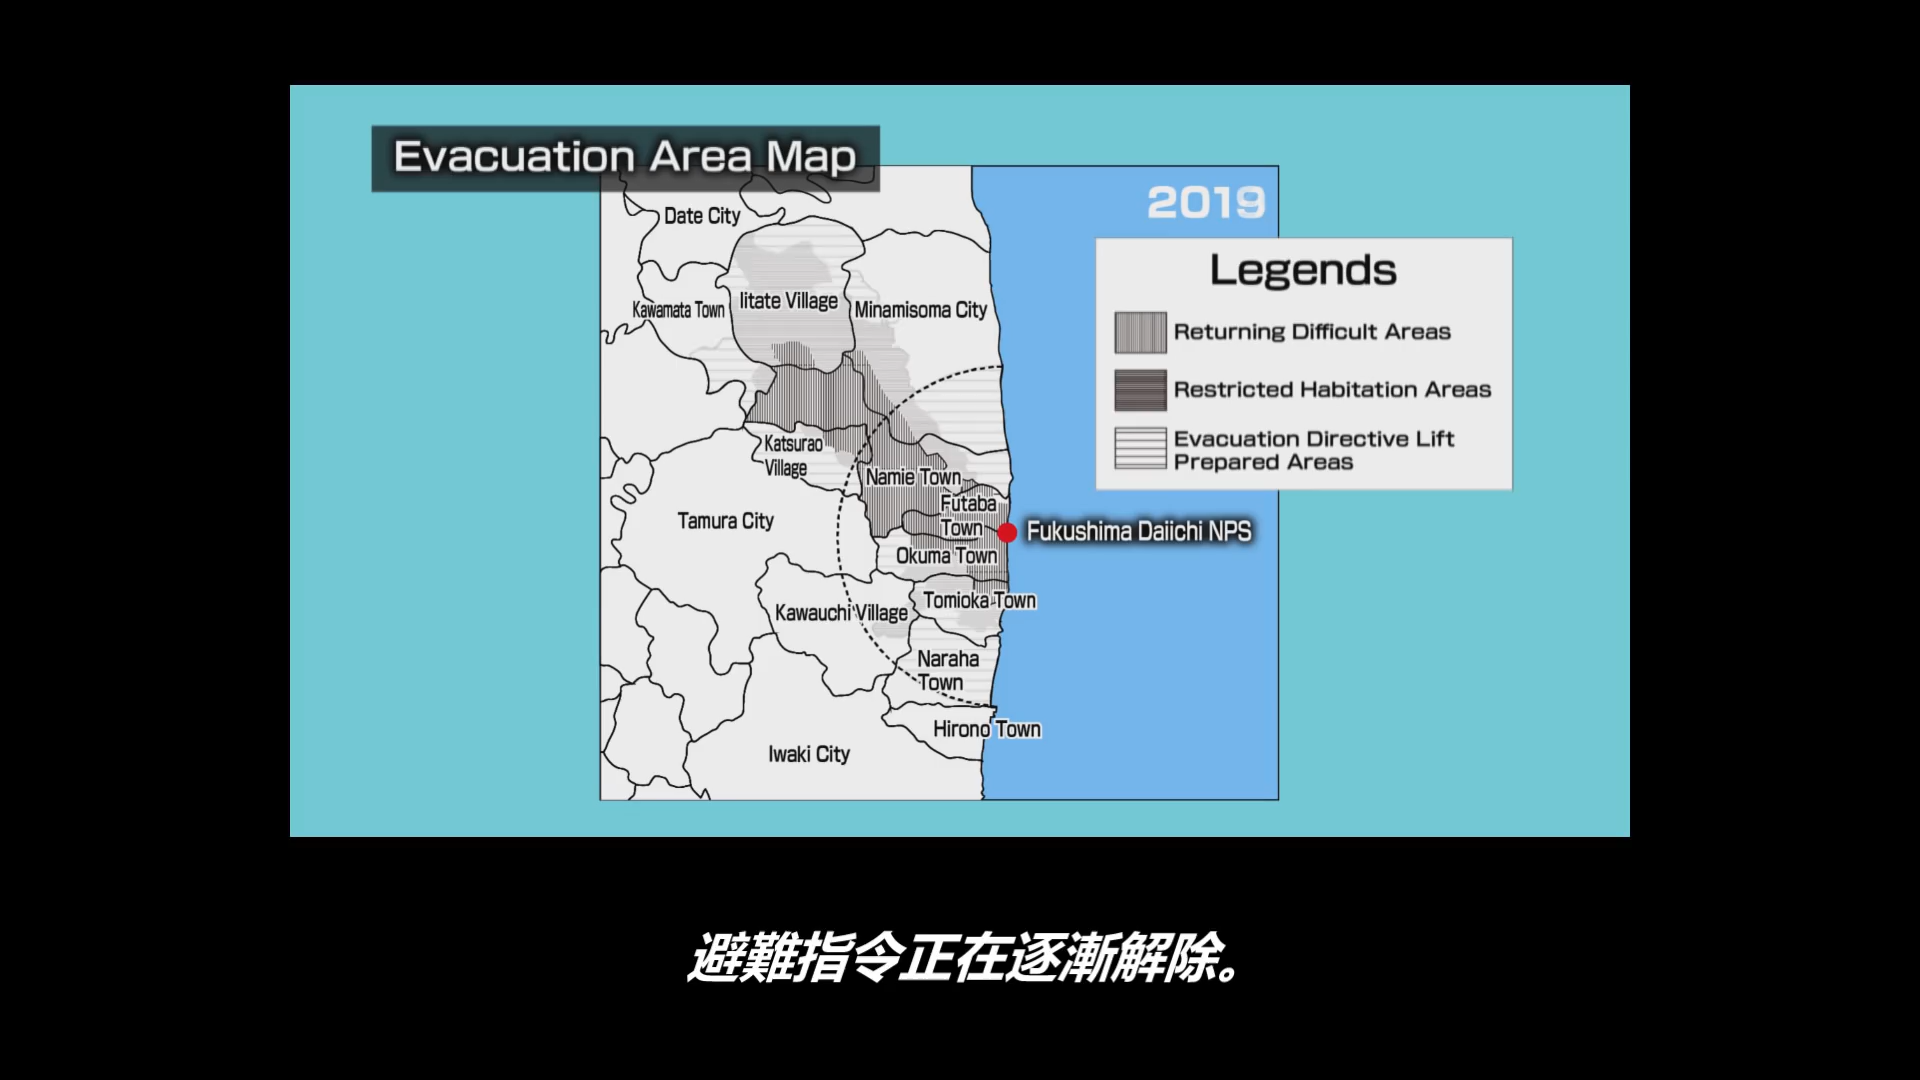 Evacuation Area Map
2019
Legends
Returning Difficult Areas
Restricted Habitation Areas
Evacuation Directive Lift
Prepared Areas
Date City
Kawamata Town
Iitate Village
Minamisoma City
Katsurao
Village
Namie Town
Futaba
Town
Tamura City
Fukushima Daiichi NPS
Okuma Town
Tomioka Town
Kawauchi Village
Naraha
Town
Hirono Town
Iwaki City
避難指令正在逐漸解除。